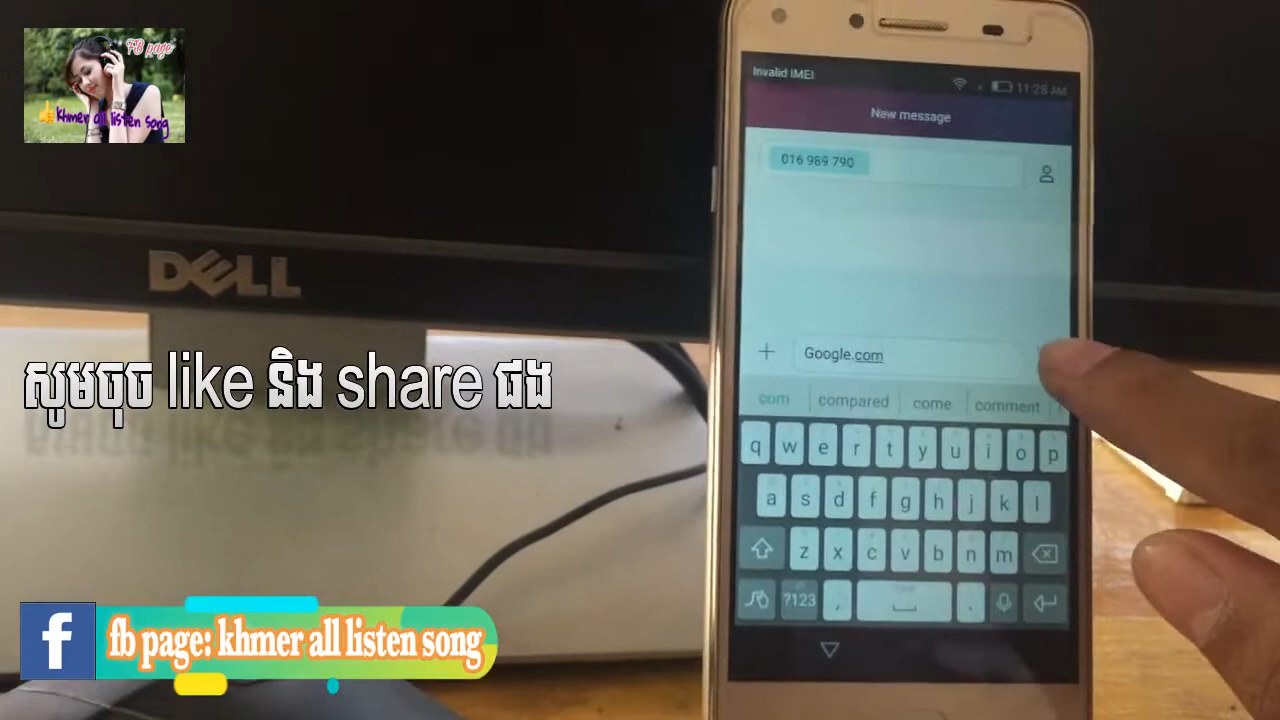 FB page
khmer all listen song
Invalid IMEI
11:28 AM
New message
016 989 790
DELL
Google.com
សូមចុច like និង share ផង
com compared come comment
q w e r t y u i o p
a s d f g h j k l
z x c v b n m
?123 , .
f
fb page: khmer all listen song